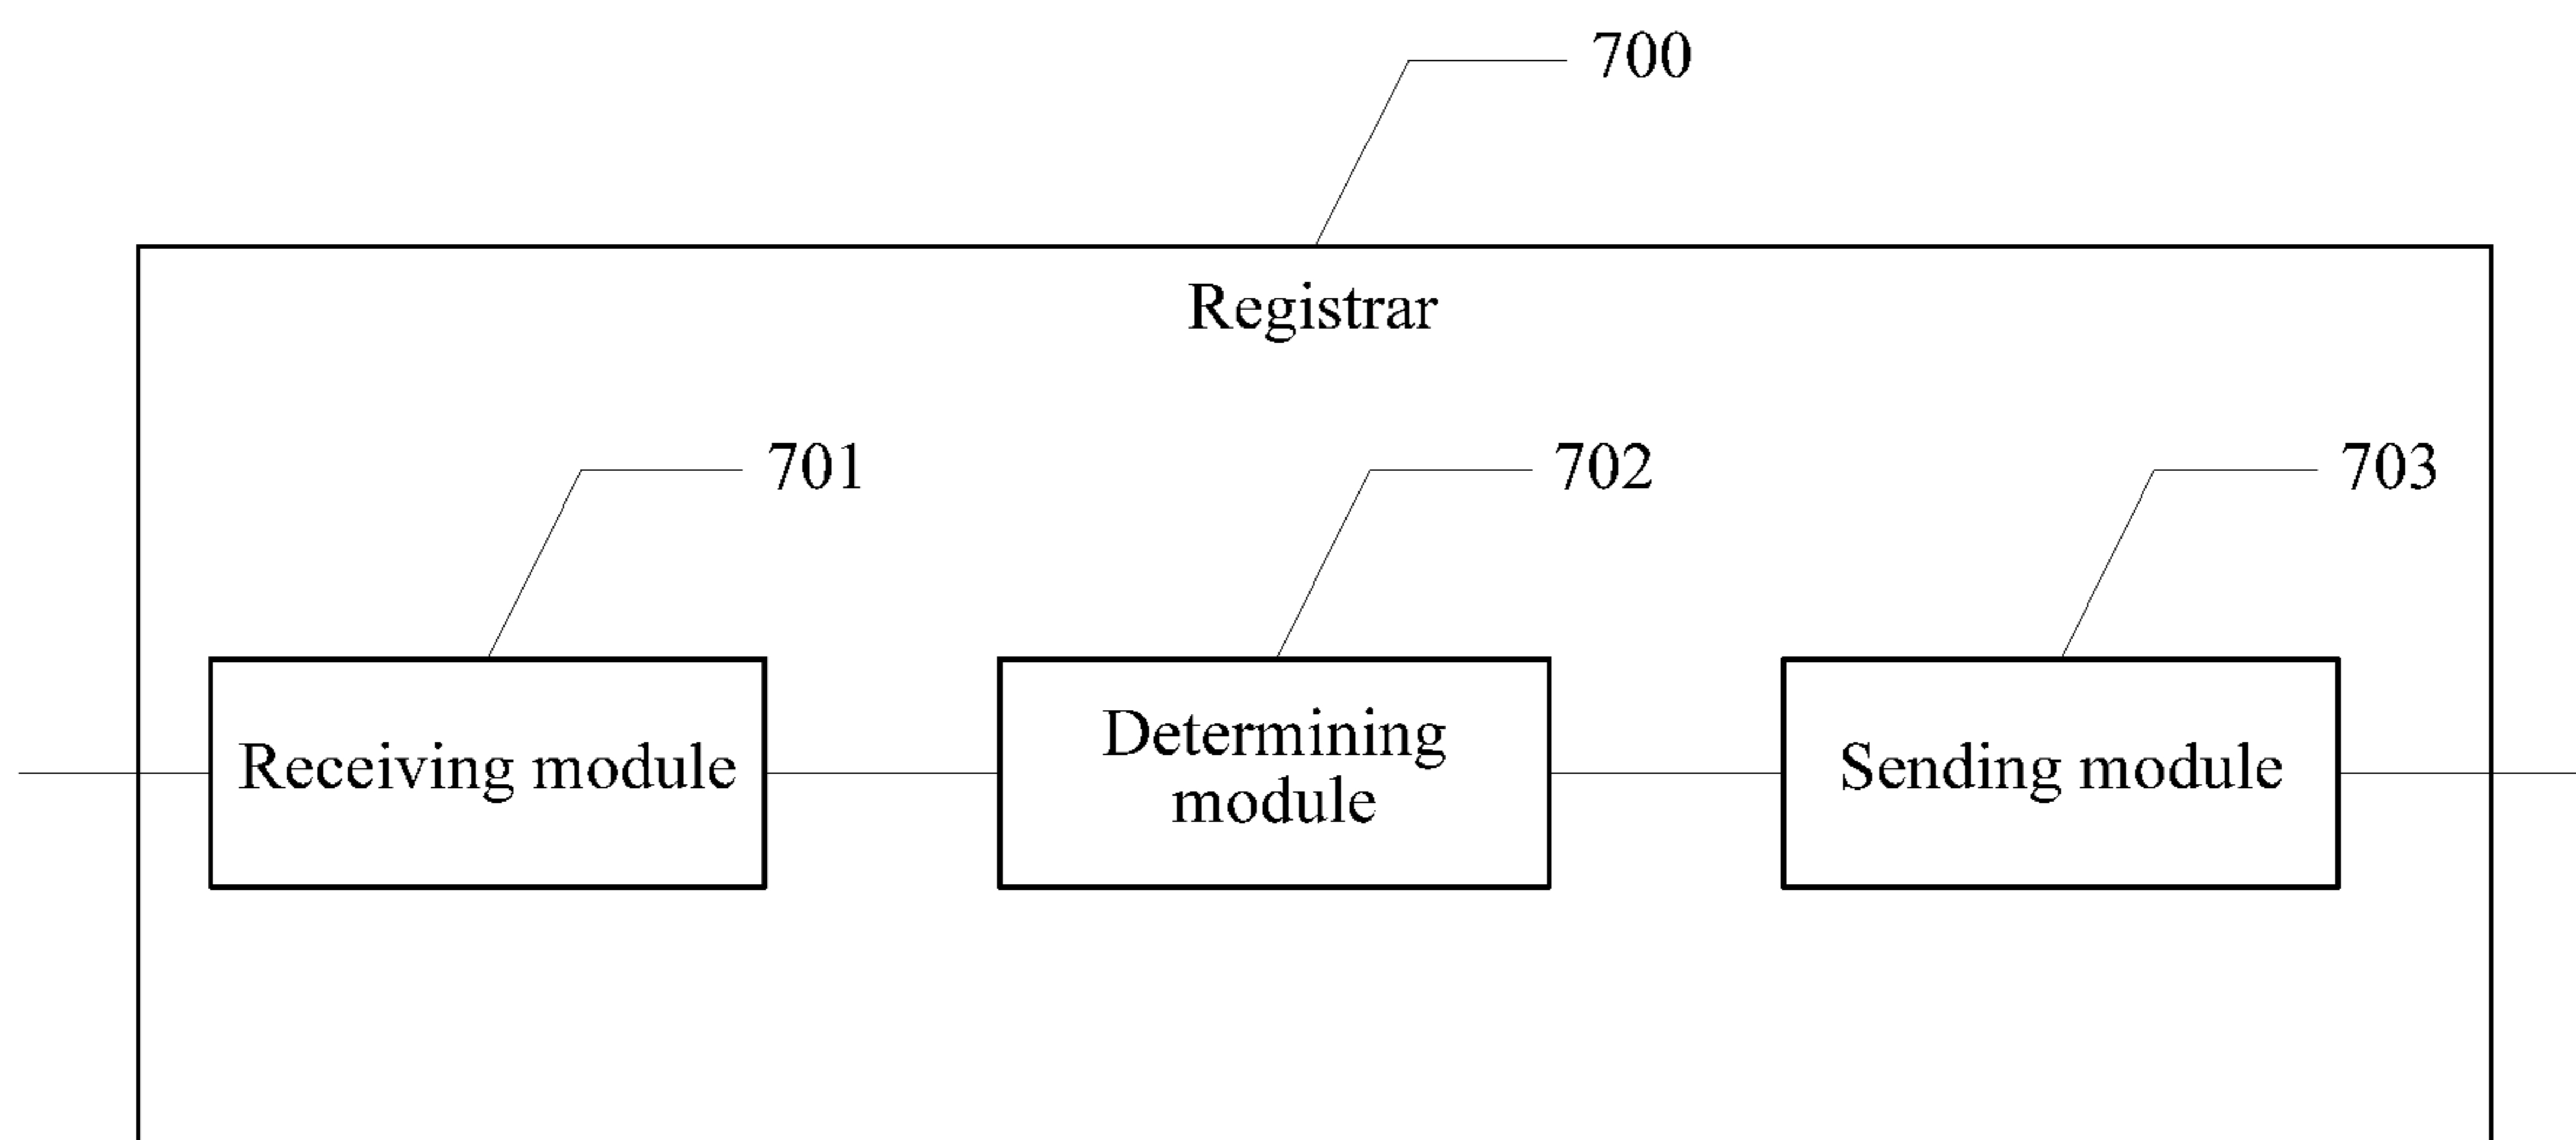 700
Registrar
701
702
703
Receiving module
Determining
module
Sending module